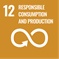 12 RESPONSIBLE
CONSUMPTION
AND PRODUCTION